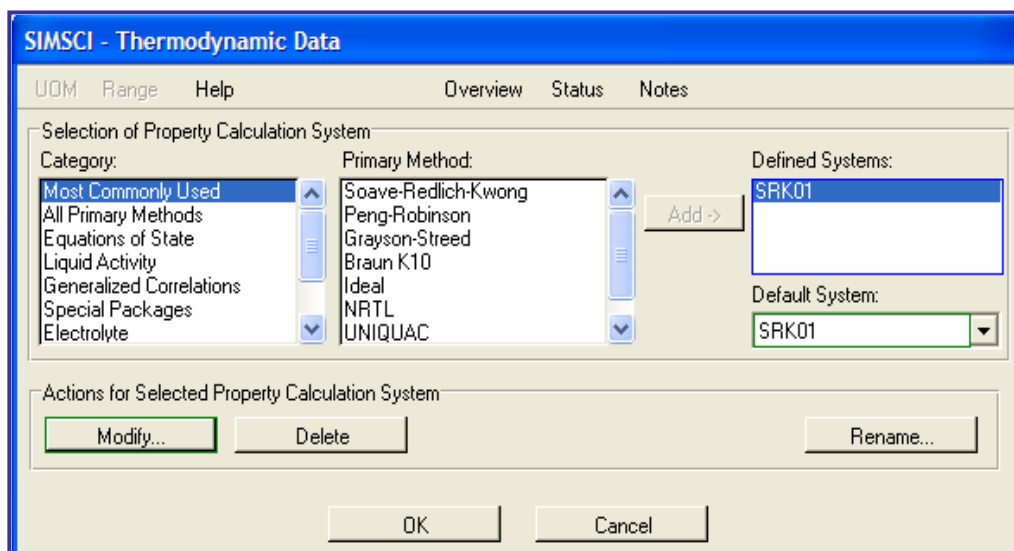 SIMSCI - Thermodynamic Data
UOM Range Help Overview Status Notes
Selection of Property Calculation System
Category:
Most Commonly Used
All Primary Methods
Equations of State
Liquid Activity
Generalized Correlations
Special Packages
Electrolyte
Primary Method:
Soave-Redlich-Kwong
Peng-Robinson
Grayson-Streed
Braun K10
Ideal
NRTL
UNIQUAC
Add ->
Defined Systems:
SRK01
Default System:
SRK01
Actions for Selected Property Calculation System
Modify... Delete Rename...
OK Cancel